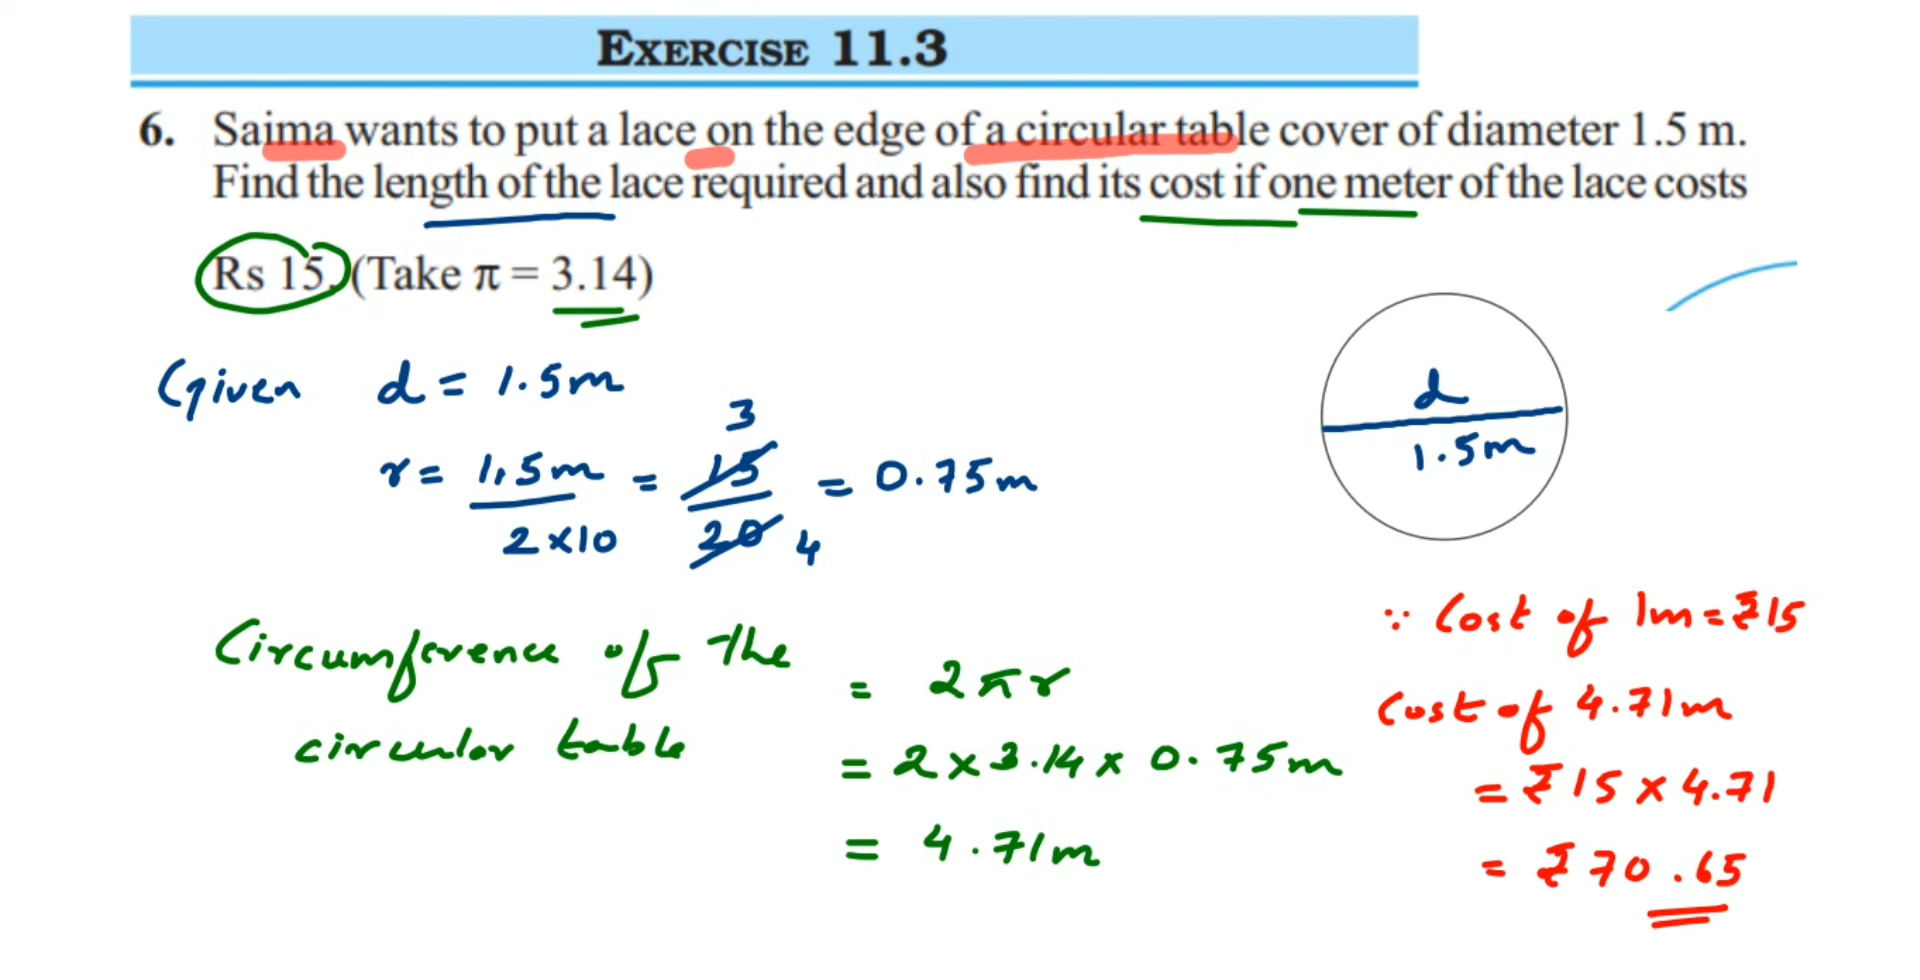 EXERCISE 11.3
6. Saima wants to put a lace on the edge of a circular table cover of diameter 1.5 m.
Find the length of the lace required and also find its cost if one meter of the lace costs
Rs 15. (Take π = 3.14)
Given d = 1.5m
r = 1.5m / 2×10 = 15 / 20 = 0.75m
3
4
d
1.5m
Circumference of the circular table
= 2πr
= 2 × 3.14 × 0.75m
= 4.71m
∵ Cost of 1m = ₹15
Cost of 4.71m
= ₹15 × 4.71
= ₹70.65